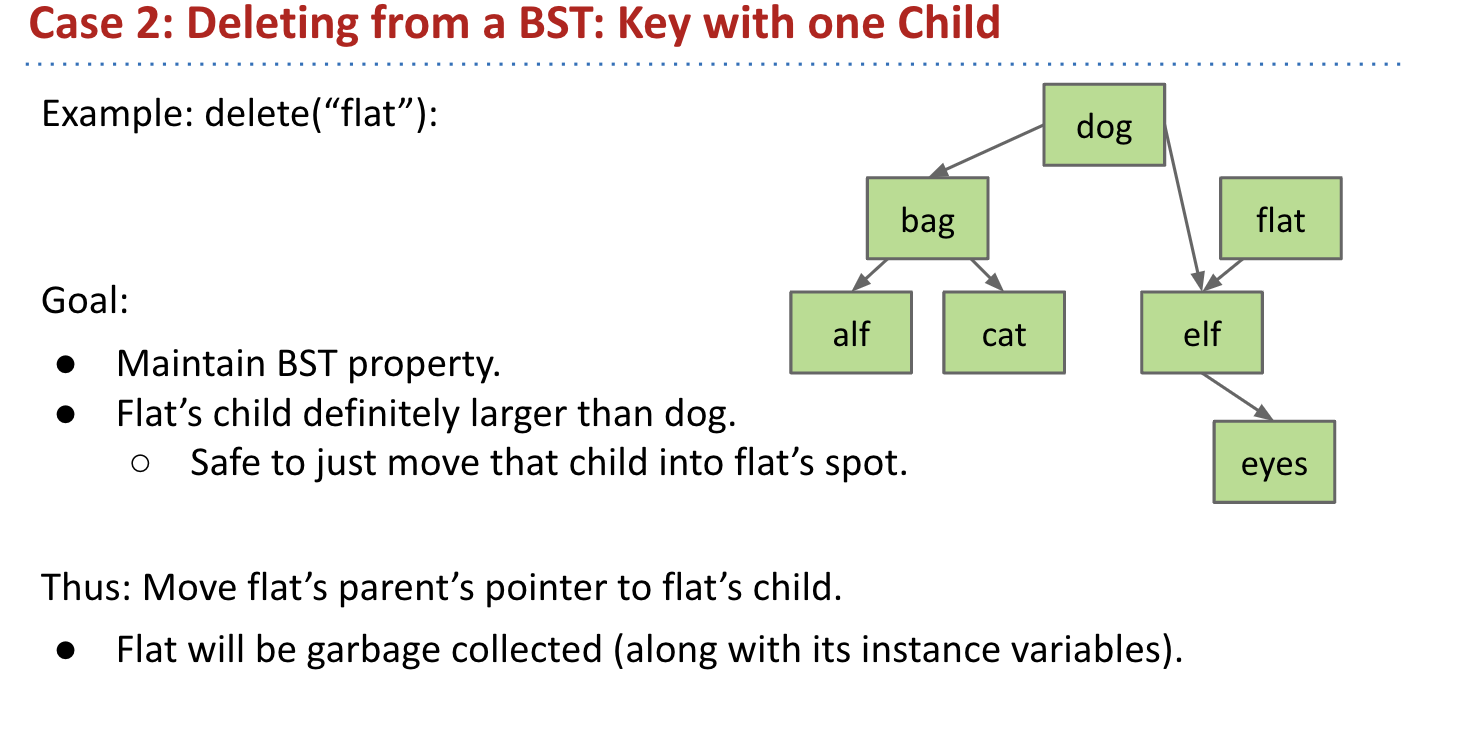 Case 2: Deleting from a BST: Key with one Child
Example: delete(“flat”):
dog
bag
flat
alf
cat
elf
eyes
Goal:
● Maintain BST property.
● Flat’s child definitely larger than dog.
○ Safe to just move that child into flat’s spot.
Thus: Move flat’s parent’s pointer to flat’s child.
● Flat will be garbage collected (along with its instance variables).